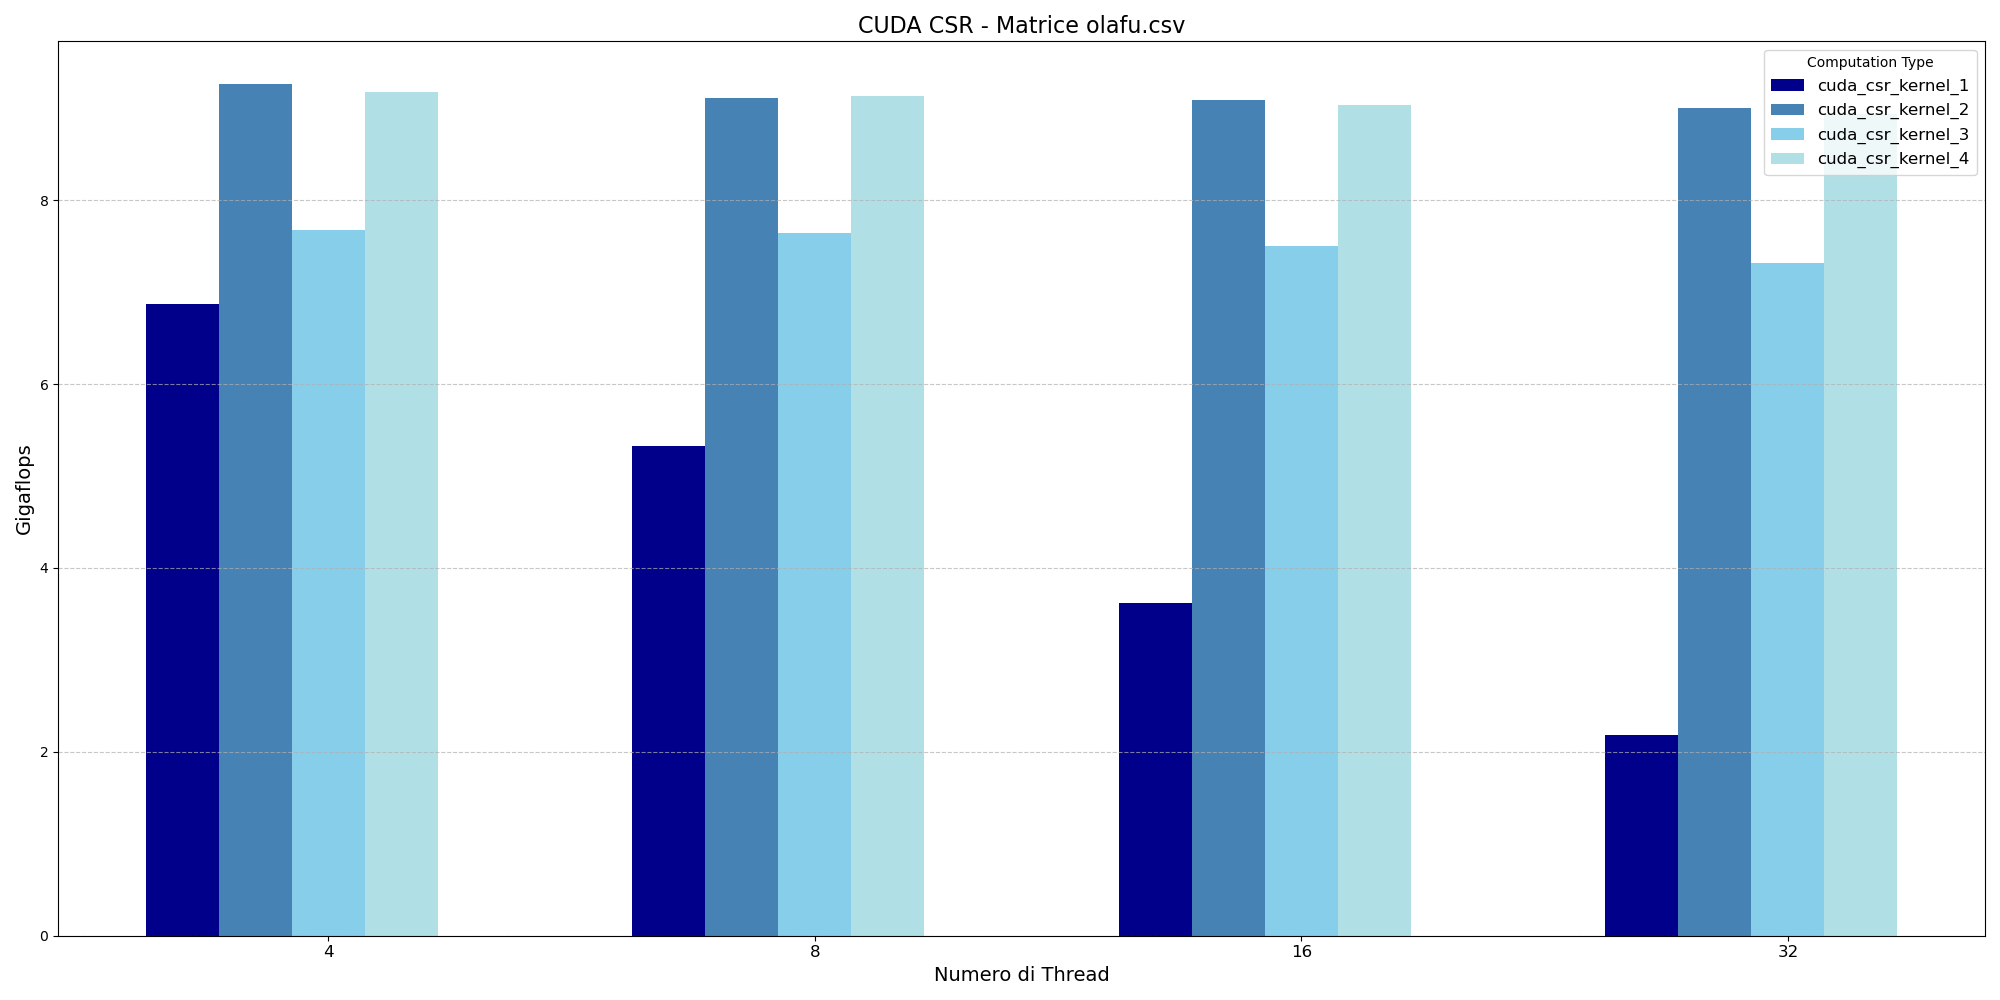 CUDA CSR - Matrice olafu.csv
Computation Type
cuda_csr_kernel_1
cuda_csr_kernel_2
cuda_csr_kernel_3
cuda_csr_kernel_4
Gigaflops
8
6
4
2
0
4 8 16 32
Numero di Thread